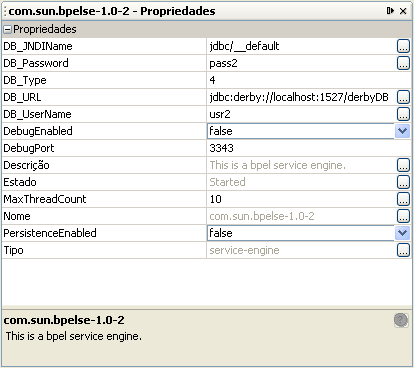 com.sun.bpelse-1.0-2 - Propriedades
Propriedades
DB_JNDIName jdbc/__default
DB_Password pass2
DB_Type 4
DB_URL jdbc:derby://localhost:1527/derbyDB
DB_UserName usr2
DebugEnabled false
DebugPort 3343
Descrição This is a bpel service engine.
Estado Started
MaxThreadCount 10
Nome com.sun.bpelse-1.0-2
PersistenceEnabled false
Tipo service-engine
com.sun.bpelse-1.0-2
This is a bpel service engine.